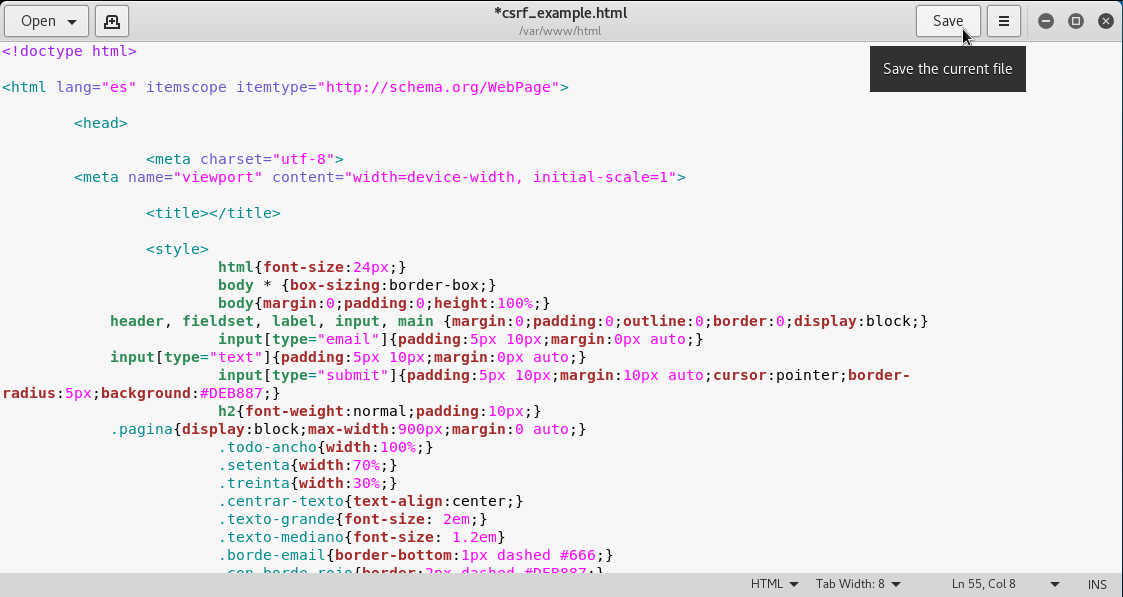 Open
*csrf_example.html
/var/www/html
Save
Save the current file
<!doctype html>
<html lang="es" itemscope itemtype="http://schema.org/WebPage">
<head>
<meta charset="utf-8">
<meta name="viewport" content="width=device-width, initial-scale=1">
<title></title>
<style>
html{font-size:24px;}
body * {box-sizing:border-box;}
body{margin:0;padding:0;height:100%;}
header, fieldset, label, input, main {margin:0;padding:0;outline:0;border:0;display:block;}
input[type="email"]{padding:5px 10px;margin:0px auto;}
input[type="text"]{padding:5px 10px;margin:0px auto;}
input[type="submit"]{padding:5px 10px;margin:10px auto;cursor:pointer;border-
radius:5px;background:#DEB887;}
h2{font-weight:normal;padding:10px;}
.pagina{display:block;max-width:900px;margin:0 auto;}
.todo-ancho{width:100%;}
.setenta{width:70%;}
.treinta{width:30%;}
.centrar-texto{text-align:center;}
.texto-grande{font-size: 2em;}
.texto-mediano{font-size: 1.2em}
.borde-email{border-bottom:1px dashed #666;}
.con-borde-rojo{border:2px dashed #DEB887;}
HTML
Tab Width: 8
Ln 55, Col 8
INS